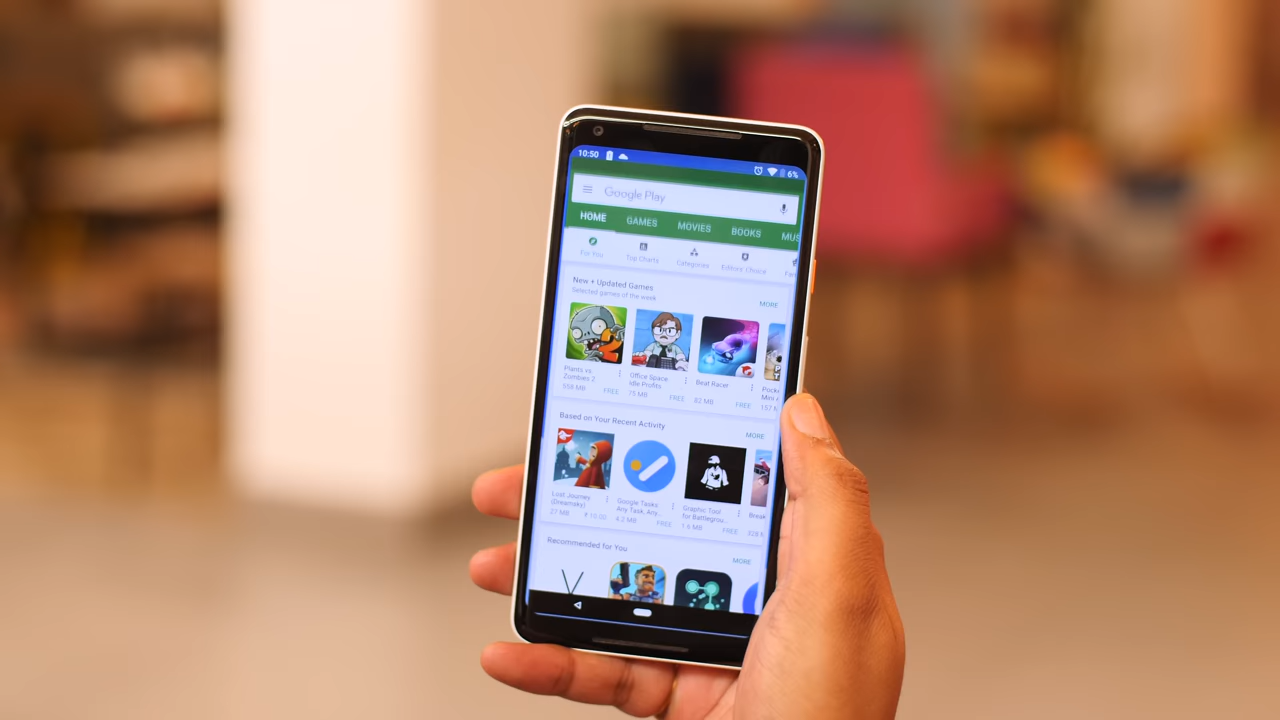 10:50 6%
Google Play
HOME GAMES MOVIES BOOKS MUS
For You Top Charts Categories Editors' Choice
New + Updated Games
Selected games of the week
MORE
Plants vs. Zombies 2
558 MB FREE
Office Space Idle Profits
75 MB FREE
Beat Racer
82 MB FREE
Pocke
Mini A
157 M
Based on Your Recent Activity
MORE
Lost Journey (Dreamsky)
27 MB ₹ 10.00
Google Tasks: Any Task, Any...
4.2 MB FREE
Graphic Tool for Battlegrou...
1.6 MB FREE
Break
328 M
Recommended for You
MORE